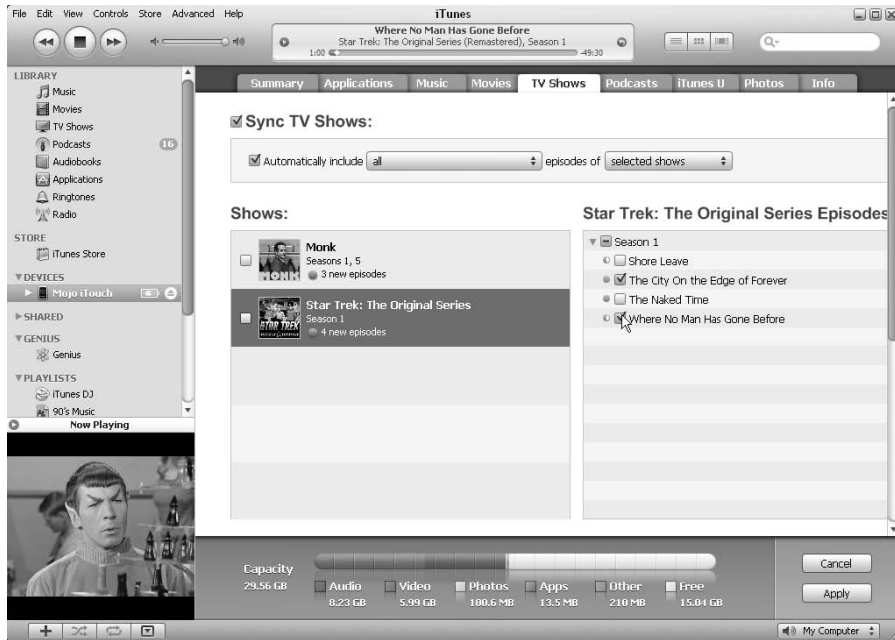 File Edit View Controls Store Advanced Help
iTunes
Where No Man Has Gone Before
Star Trek: The Original Series (Remastered), Season 1
1:00 -49:30
LIBRARY
Music
Movies
TV Shows
Podcasts 16
Audiobooks
Applications
Ringtones
Radio
STORE
iTunes Store
DEVICES
Mojo iTouch
SHARED
GENIUS
Genius
PLAYLISTS
iTunes DJ
90's Music
Now Playing
Summary Applications Music Movies TV Shows Podcasts iTunes U Photos Info
Sync TV Shows:
Automatically include all episodes of selected shows
Shows:
MONK
Monk
Seasons 1, 5
3 new episodes
STAR TREK
Star Trek: The Original Series
Season 1
4 new episodes
Star Trek: The Original Series Episodes
Season 1
Shore Leave
The City On the Edge of Forever
The Naked Time
Where No Man Has Gone Before
Capacity
29.56 GB
Audio Video Photos Apps Other Free
8.23 GB 5.99 GB 100.6 MB 13.5 MB 210 MB 15.04 GB
Cancel
Apply
My Computer